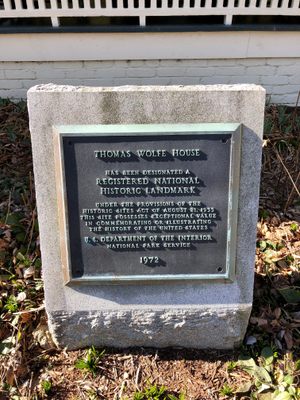 THOMAS WOLFE HOUSE
HAS BEEN DESIGNATED A
REGISTERED NATIONAL
HISTORIC LANDMARK
UNDER THE PROVISIONS OF THE
HISTORIC SITES ACT OF AUGUST 21, 1935
THIS SITE POSSESSES EXCEPTIONAL VALUE
IN COMMEMORATING OR ILLUSTRATING
THE HISTORY OF THE UNITED STATES
U. S. DEPARTMENT OF THE INTERIOR
NATIONAL PARK SERVICE
1972